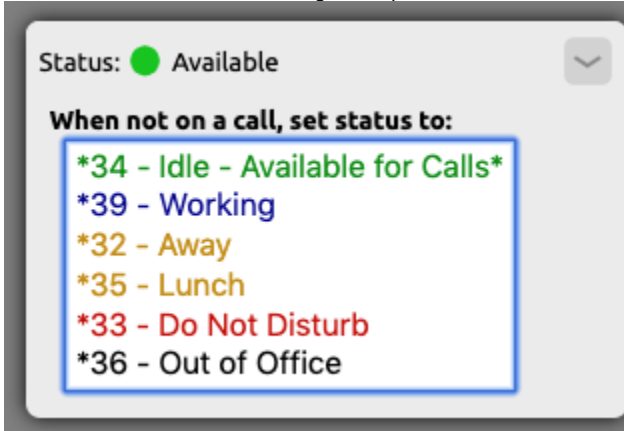 Status: Available
When not on a call, set status to:
*34 - Idle - Available for Calls*
*39 - Working
*32 - Away
*35 - Lunch
*33 - Do Not Disturb
*36 - Out of Office